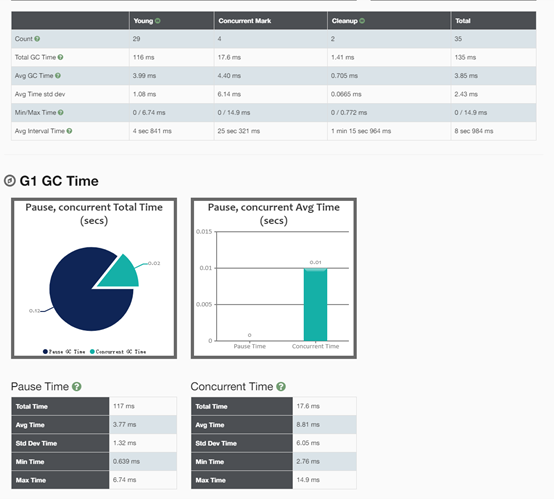 Young Concurrent Mark Cleanup Total
Count 29 4 2 35
Total GC Time 116 ms 17.6 ms 1.41 ms 135 ms
Avg GC Time 3.99 ms 4.40 ms 0.705 ms 3.85 ms
Avg Time std dev 1.08 ms 6.14 ms 0.0665 ms 2.43 ms
Min/Max Time 0 / 6.74 ms 0 / 14.9 ms 0 / 0.772 ms 0 / 14.9 ms
Avg Interval Time 4 sec 841 ms 25 sec 321 ms 1 min 15 sec 964 ms 8 sec 984 ms
G1 GC Time
Pause, concurrent Total Time
(secs)
0.02
0.12
Pause GC Time Concurrent GC Time
Pause, concurrent Avg Time
(secs)
0.015
0.01
0.005
0
0.01
0
Pause Time Concurrent Time
Pause Time
Total Time 117 ms
Avg Time 3.77 ms
Std Dev Time 1.32 ms
Min Time 0.639 ms
Max Time 6.74 ms
Concurrent Time
Total Time 17.6 ms
Avg Time 8.81 ms
Std Dev Time 6.05 ms
Min Time 2.76 ms
Max Time 14.9 ms